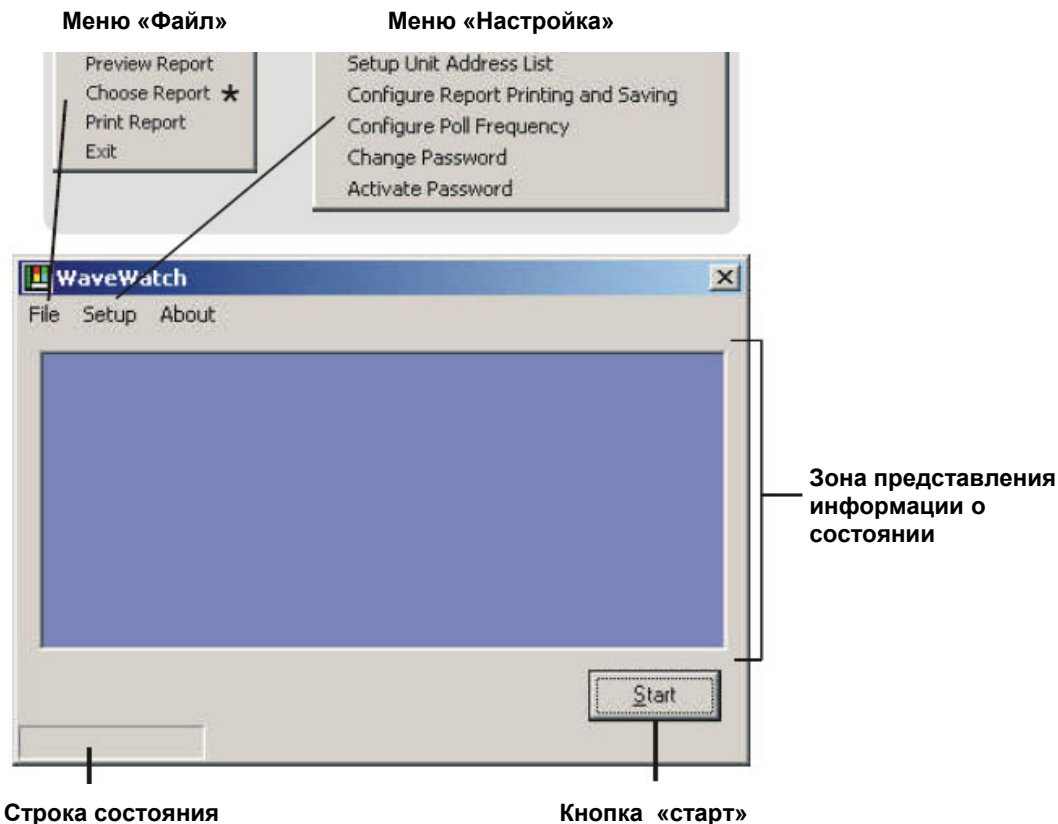 Меню «Файл» Меню «Настройка»
Preview Report
Choose Report *
Print Report
Exit
Setup Unit Address List
Configure Report Printing and Saving
Configure Poll Frequency
Change Password
Activate Password
WaveWatch
File Setup About
Зона представления
информации о
состоянии
Start
Строка состояния Кнопка «старт»